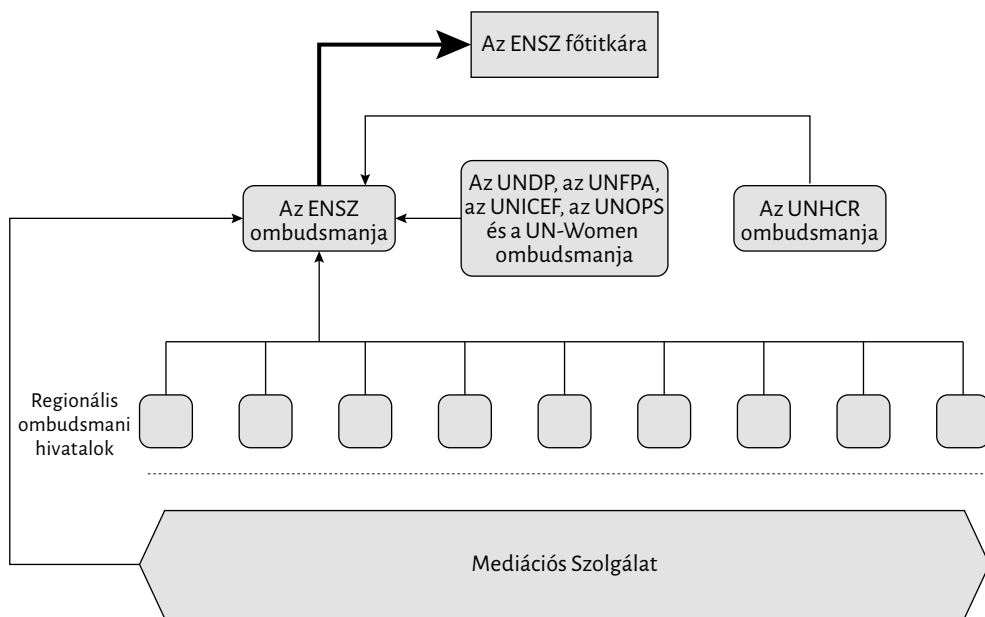 Az ENSZ főtitkára
Az ENSZ
ombudsmanja
Az UNDP, az UNFPA,
az UNICEF, az UNOPS
és a UN-Women
ombudsmanja
Az UNHCR
ombudsmanja
Regionális
ombudsmani
hivatalok
Mediációs Szolgálat